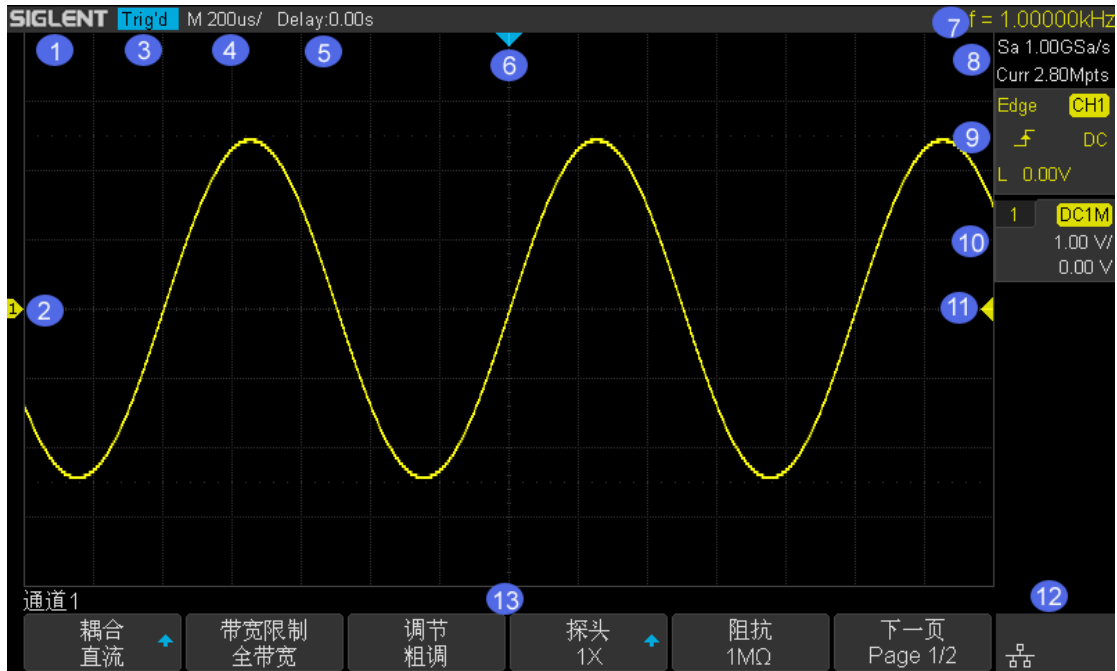 SIGLENT Trig'd M 200us/ Delay:0.00s f = 1.00000kHz
1 3 4 5 6 7 8
Sa 1.00GSa/s
Curr 2.80Mpts
Edge CH1
9 DC
L 0.00V
1 DC1M
10 1.00 V/
0.00 V
1 2 11
通道1 13 12
耦合 带宽限制 调节 探头 阻抗 下一页
直流 全带宽 粗调 1X 1MΩ Page 1/2